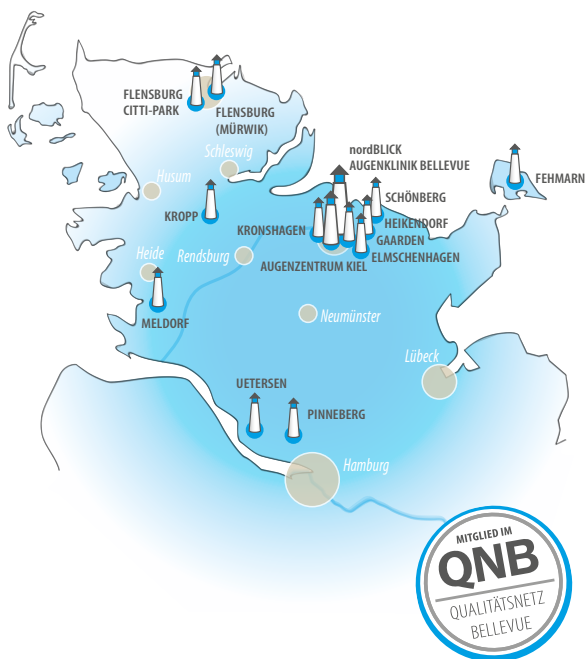 FLENSBURG
CITTI-PARK
FLENSBURG
(MÜRWIK)
Schleswig
nordBLICK
AUGENKLINIK BELLEVUE
Husum
FEHMARN
SCHÖNBERG
KROPP
HEIKENDORF
KRONSHAGEN
GAARDEN
ELMSCHENHAGEN
Heide
Rendsburg
AUGENZENTRUM KIEL
MELDORF
Neumünster
Lübeck
UETERSEN
PINNEBERG
Hamburg
MITGLIED IM
QNB
QUALITÄTSNETZ
BELLEVUE